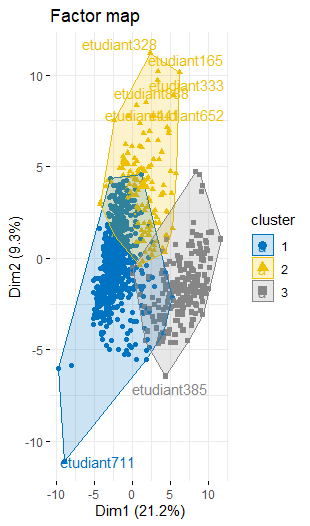 Factor map
etudiant328
etudiant165
etudiant333
etudiant652
cluster
1
2
3
etudiant385
etudiant711
10
5
0
-5
-10
Dim2 (9.3%)
-10
-5
0
5
10
Dim1 (21.2%)